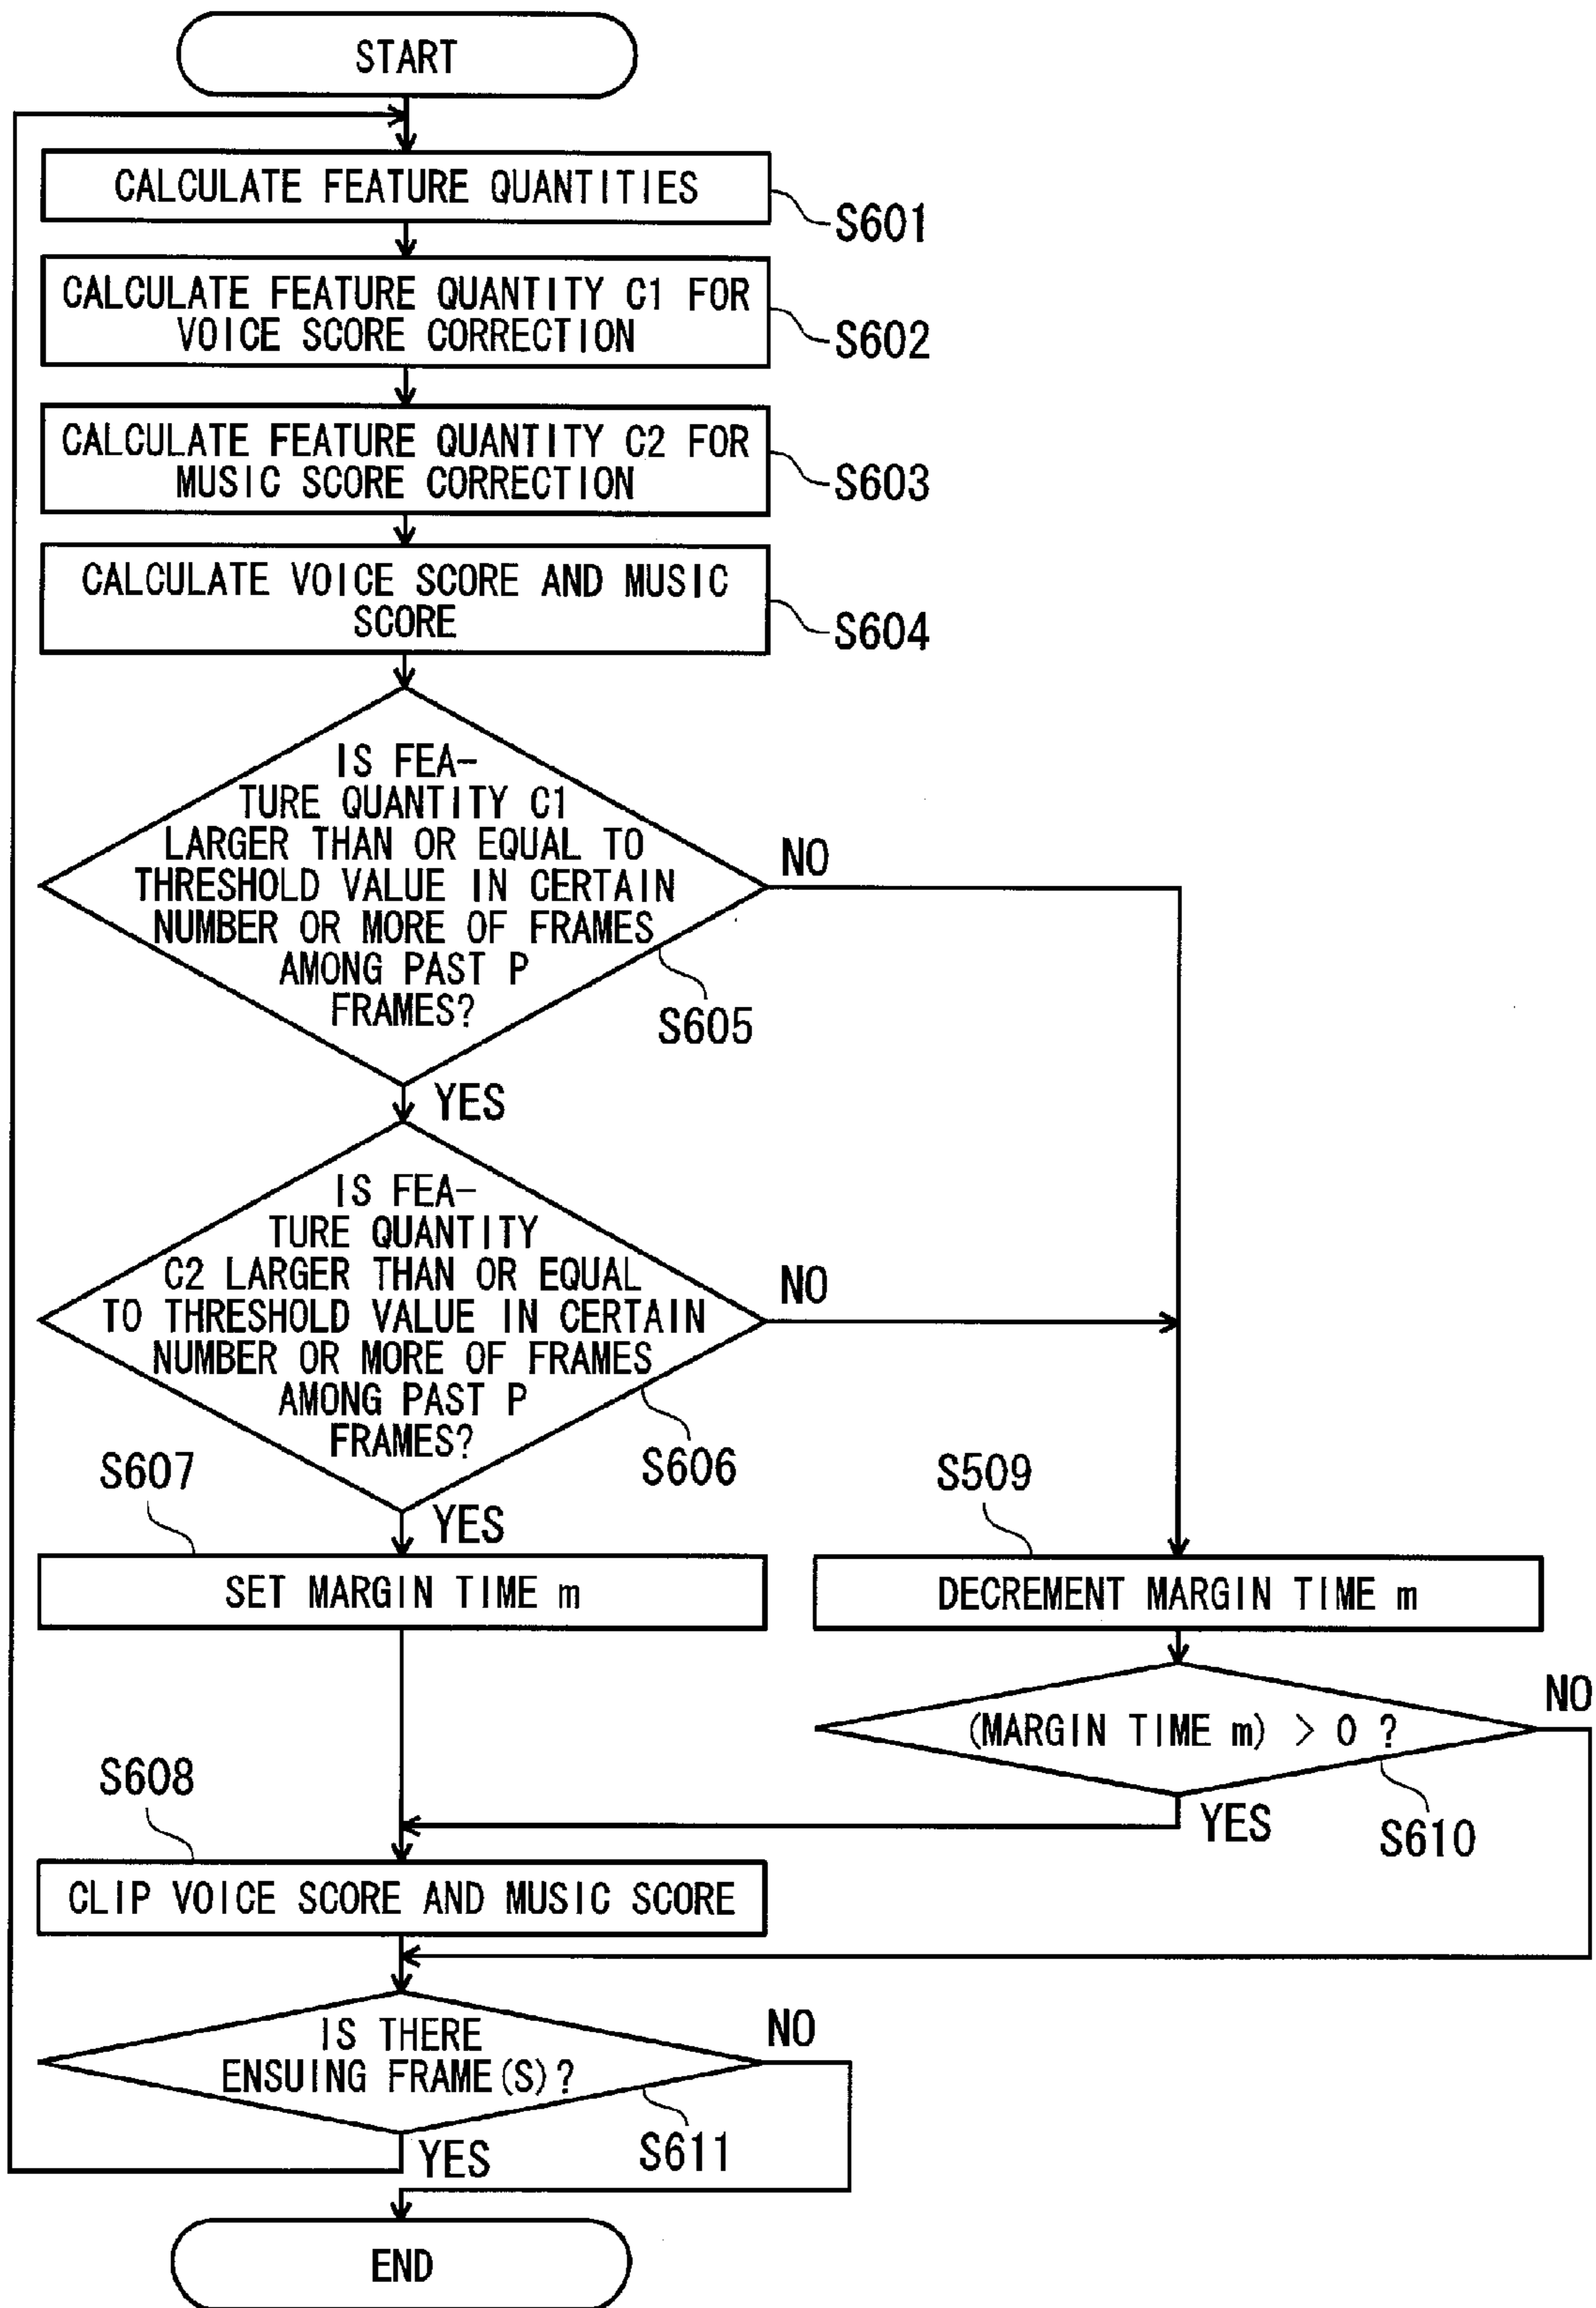 START
CALCULATE FEATURE QUANTITIES
S601
CALCULATE FEATURE QUANTITY C1 FOR
VOICE SCORE CORRECTION
S602
CALCULATE FEATURE QUANTITY C2 FOR
MUSIC SCORE CORRECTION
S603
CALCULATE VOICE SCORE AND MUSIC
SCORE
S604
IS FEA-
TURE QUANTITY C1
LARGER THAN OR EQUAL TO
THRESHOLD VALUE IN CERTAIN
NUMBER OR MORE OF FRAMES
AMONG PAST P
FRAMES?
NO
S605
YES
IS FEA-
TURE QUANTITY
C2 LARGER THAN OR EQUAL
TO THRESHOLD VALUE IN CERTAIN
NUMBER OR MORE OF FRAMES
AMONG PAST P
FRAMES?
NO
S606
YES
S607
SET MARGIN TIME m
S509
DECREMENT MARGIN TIME m
(MARGIN TIME m) > 0 ?
NO
S610
YES
S608
CLIP VOICE SCORE AND MUSIC SCORE
IS THERE
ENSUING FRAME(S)?
NO
S611
YES
END